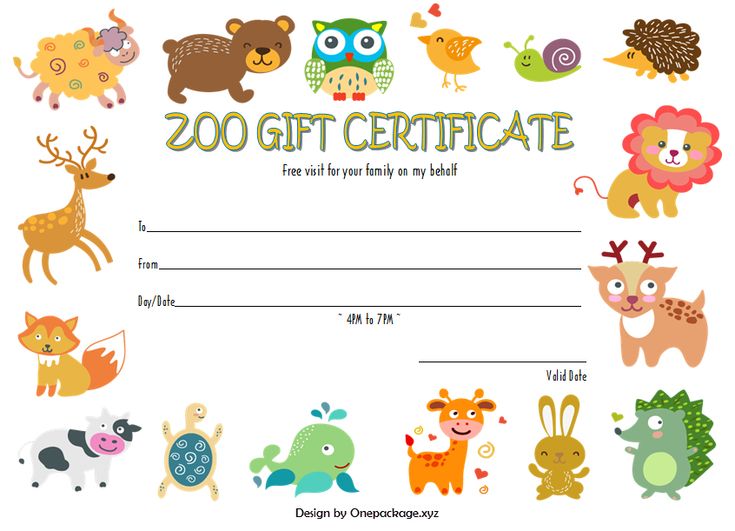 ZOO GIFT CERTIFICATE
Free visit for your family on my behalf
To
From
Day/Date
~ 4PM to 7PM ~
Valid Date
Design by Onepackage.xyz